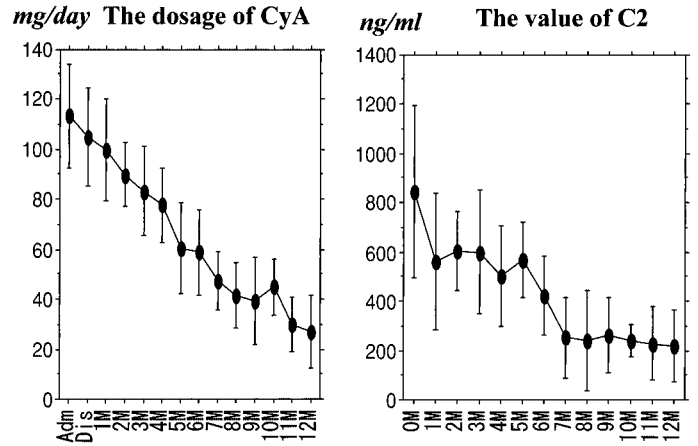 mg/day The dosage of CyA
140
120
100
80
60
40
20
0
Adm
Dis
1M
2M
3M
4M
5M
6M
7M
8M
9M
10M
11M
12M
ng/ml The value of C2
1400
1200
1000
800
600
400
200
0
0M
1M
2M
3M
4M
5M
6M
7M
8M
9M
10M
11M
12M